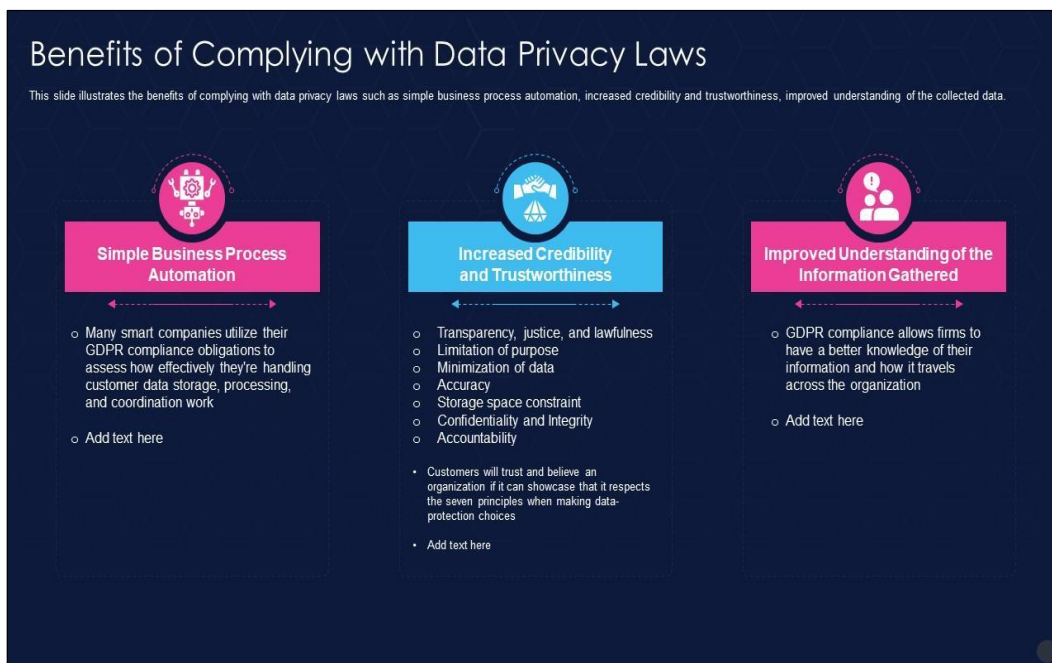 Benefits of Complying with Data Privacy Laws
This slide illustrates the benefits of complying with data privacy laws such as simple business process automation, increased credibility and trustworthiness, improved understanding of the collected data.
Simple Business Process
Automation
o Many smart companies utilize their
GDPR compliance obligations to
assess how effectively they're handling
customer data storage, processing,
and coordination work
o Add text here
Increased Credibility
and Trustworthiness
o Transparency, justice, and lawfulness
o Limitation of purpose
o Minimization of data
o Accuracy
o Storage space constraint
o Confidentiality and Integrity
o Accountability
• Customers will trust and believe an
organization if it can showcase that it respects
the seven principles when making data-
protection choices
• Add text here
Improved Understanding of the
Information Gathered
o GDPR compliance allows firms to
have a better knowledge of their
information and how it travels
across the organization
o Add text here